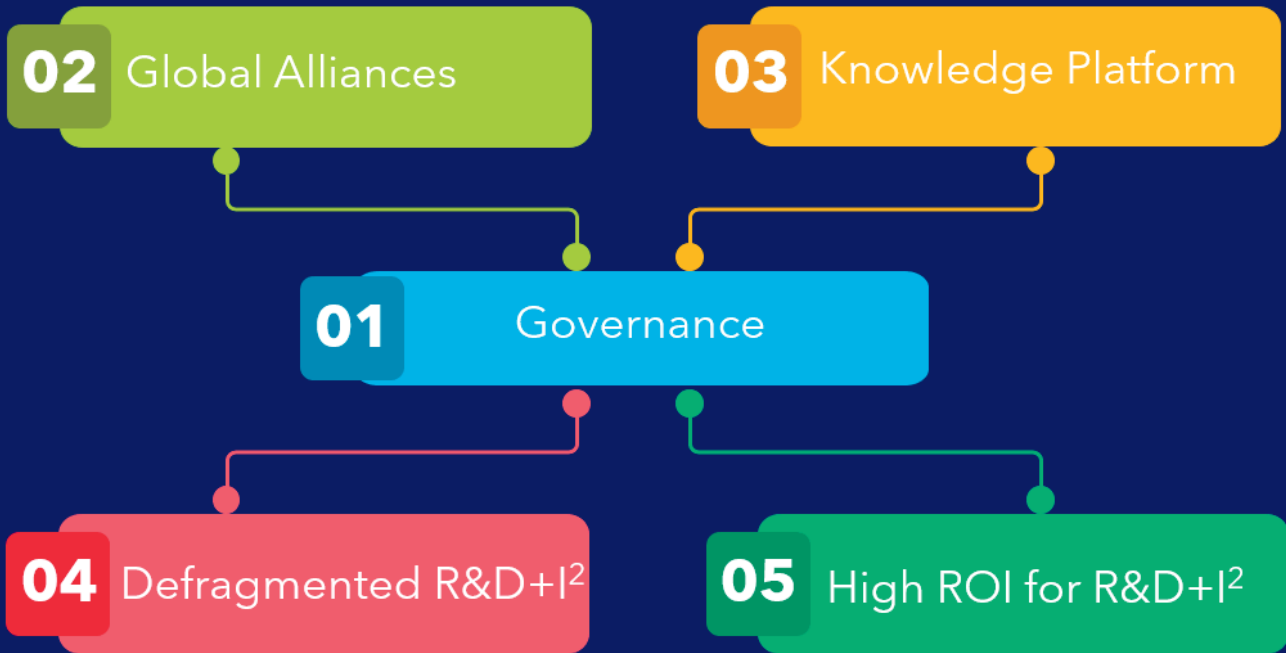 02 Global Alliances
03 Knowledge Platform
01 Governance
04 Defragmented R&D+I²
05 High ROI for R&D+I²